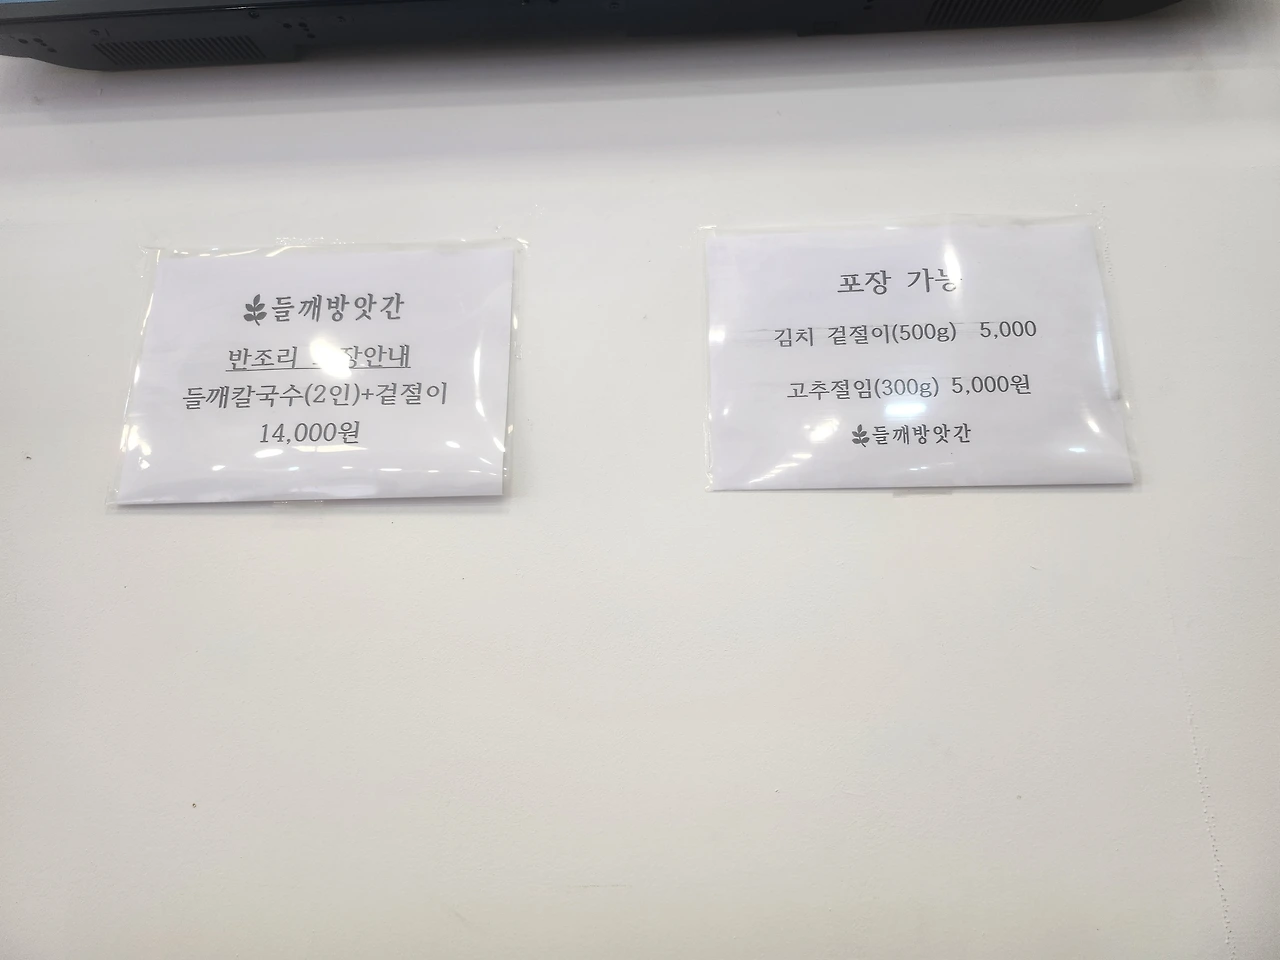 들깨방앗간
반조리
들깨칼국수(2인)+겉절이
14,000원
포장 가능
김치 겉절이(500g) 5,000
고추절임(300g) 5,000원
들깨방앗간